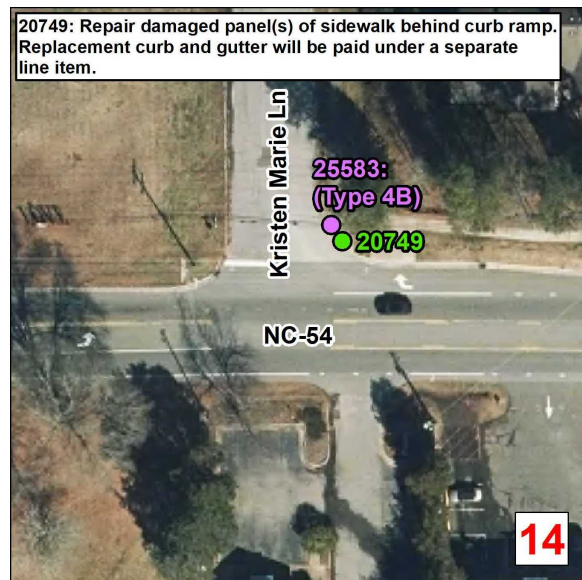 20749: Repair damaged panel(s) of sidewalk behind curb ramp.
Replacement curb and gutter will be paid under a separate
line item.
Kristen Marie Ln
25583:
(Type 4B)
20749
NC-54
14